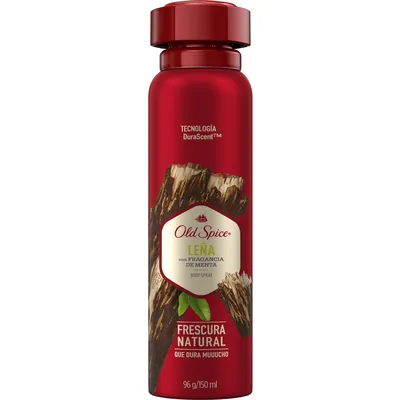 TECNOLOGÍA
DuraScent™
Old Spice
LEÑA
CON FRAGANCIA
DE MENTA
BODY SPRAY
FRESCURA
NATURAL
QUE DURA MUUUCHO
96 g/150 ml